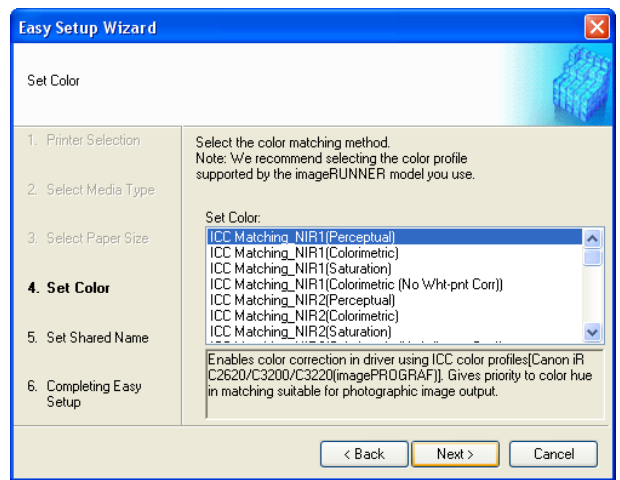 Easy Setup Wizard
Set Color
1. Printer Selection
2. Select Media Type
3. Select Paper Size
4. Set Color
5. Set Shared Name
6. Completing Easy
Setup
Select the color matching method.
Note: We recommend selecting the color profile
supported by the imageRUNNER model you use.
Set Color:
ICC Matching_NIR1(Perceptual)
ICC Matching_NIR1(Colorimetric)
ICC Matching_NIR1(Saturation)
ICC Matching_NIR1(Colorimetric (No Wht-pnt Corr))
ICC Matching_NIR2(Perceptual)
ICC Matching_NIR2(Colorimetric)
ICC Matching_NIR2(Saturation)
Enables color correction in driver using ICC color profiles[Canon iR
C2620/C3200/C3220(imagePROGRAF)]. Gives priority to color hue
in matching suitable for photographic image output.
< Back
Next >
Cancel